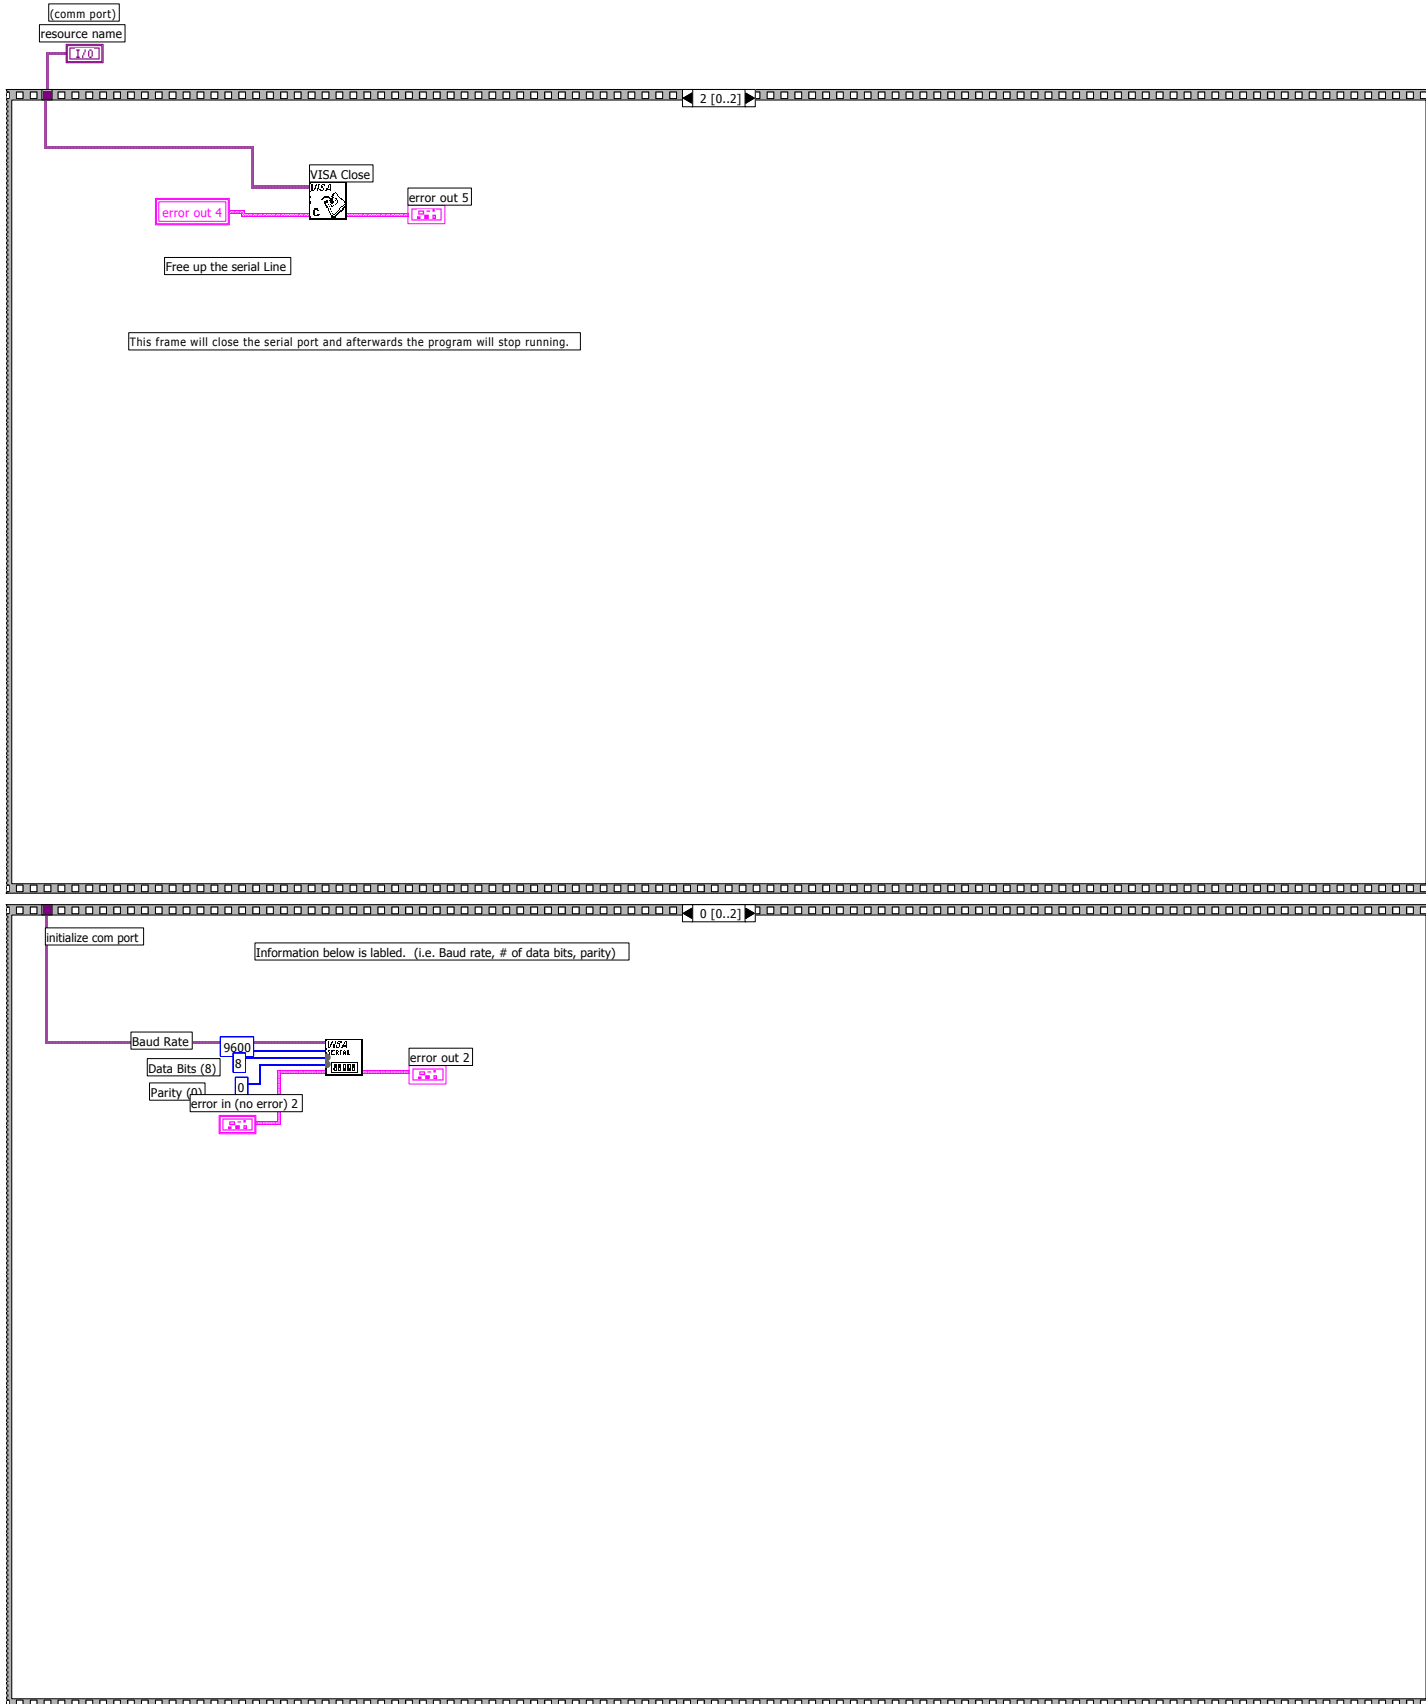 (comm port)
resource name
I/O
2 [0..2]
VISA Close
VISA
C
error out 4
error out 5
Free up the serial Line
This frame will close the serial port and afterwards the program will stop running.
0 [0..2]
initialize com port
Information below is labled.  (i.e. Baud rate, # of data bits, parity)
Baud Rate
9600
VISA
SERIAL
Data Bits (8)
8
error out 2
Parity (0)
0
error in (no error) 2